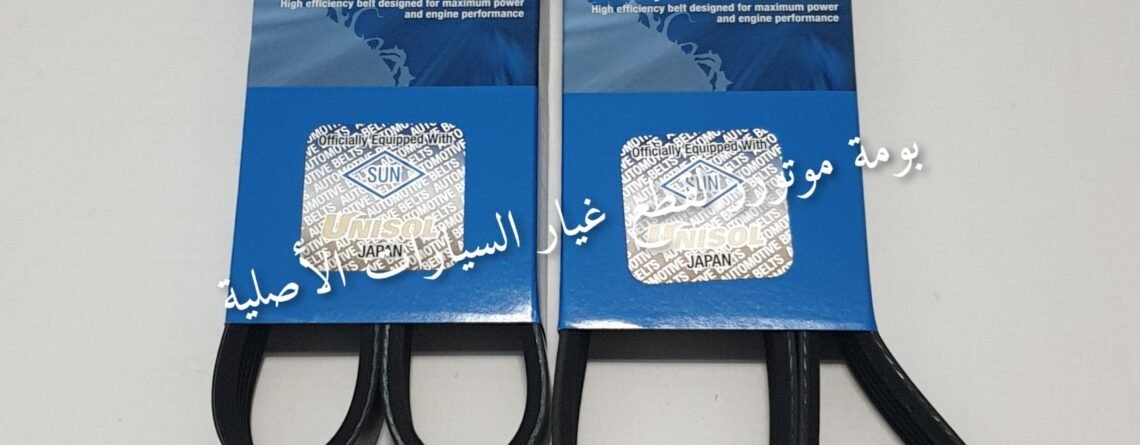 High efficiency belt designed for maximum power
and engine performance
High efficiency belt designed for maximum power
and engine performance
Officially Equipped With
SUN
UNISOL
JAPAN
Officially Equipped With
SUN
UNISOL
JAPAN
بومة موتورز لقطع غيار السيارات الأصلية